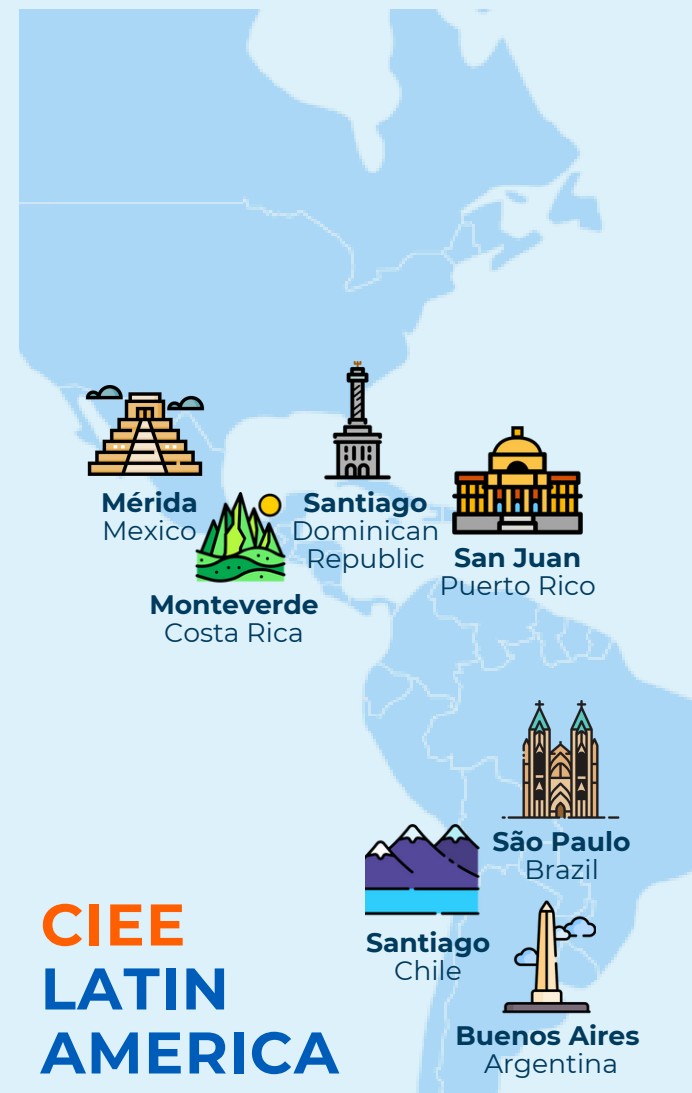 Mérida
Mexico
Santiago
Dominican
Republic
San Juan
Puerto Rico
Monteverde
Costa Rica
São Paulo
Brazil
Santiago
Chile
Buenos Aires
Argentina
CIEE
LATIN
AMERICA